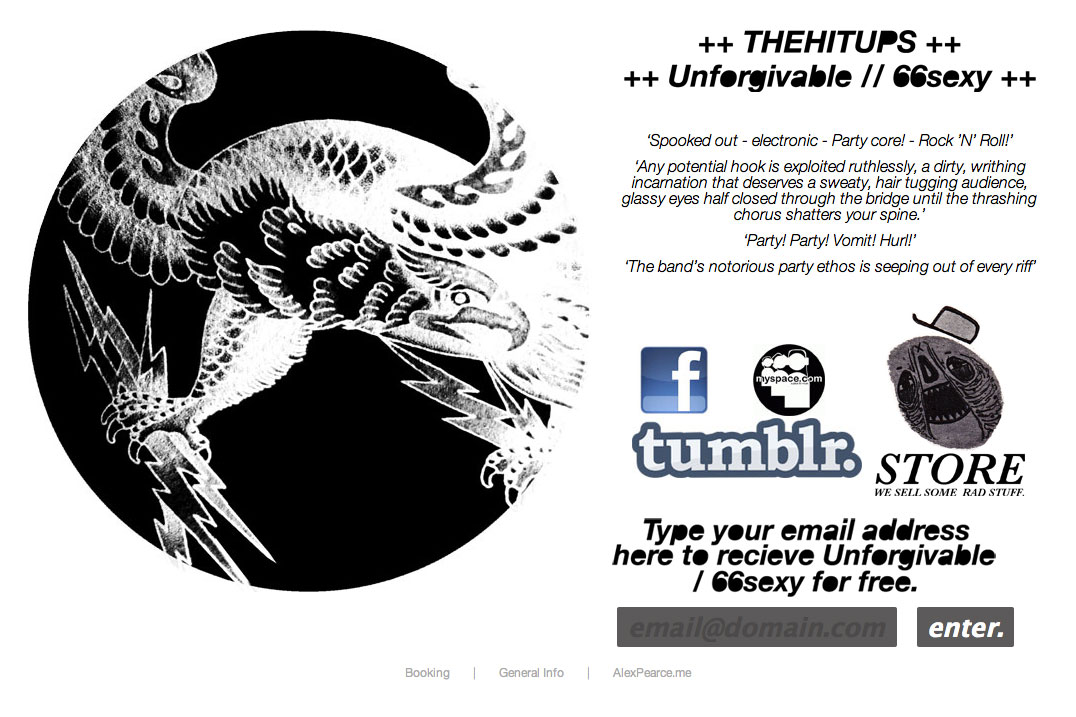 ++ THEHITUPS ++
++ Unforgivable // 66sexy ++
‘Spooked out - electronic - Party core! - Rock ’N’ Roll!’
‘Any potential hook is exploited ruthlessly, a dirty, writhing
incarnation that deserves a sweaty, hair tugging audience,
glassy eyes half closed through the bridge until the thrashing
chorus shatters your spine.’
‘Party! Party! Vomit! Hurl!’
‘The band’s notorious party ethos is seeping out of every riff’
f
myspace.com
tumblr.
STORE
WE SELL SOME RAD STUFF.
Type your email address
here to recieve Unforgivable
/ 66sexy for free.
email@domain.com
enter.
Booking | General Info | AlexPearce.me